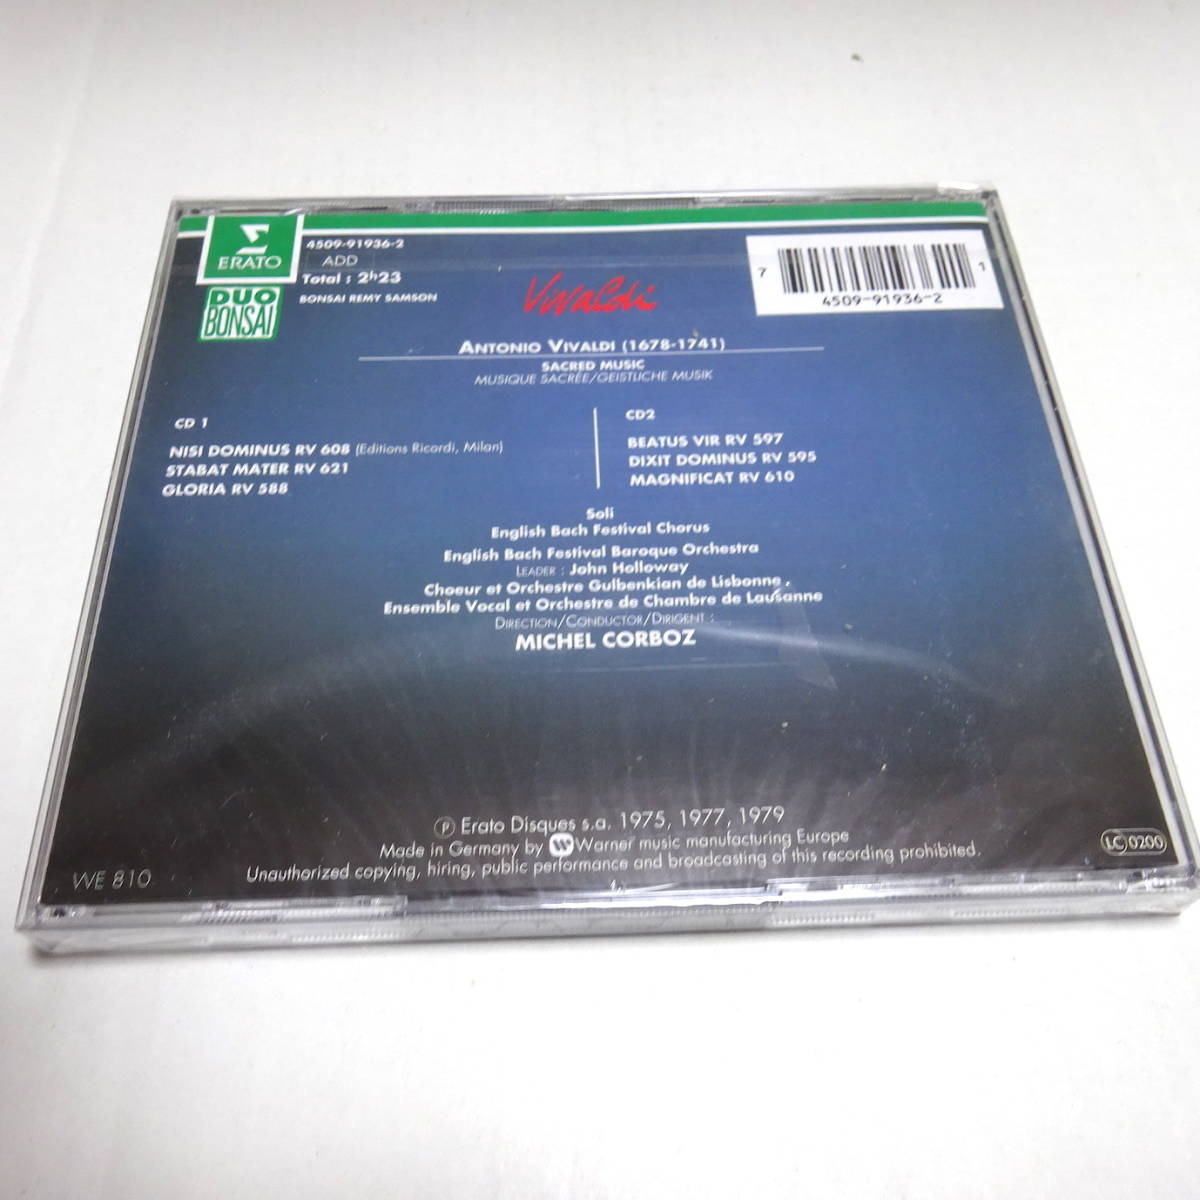 ERATO
DUO
BONSAI
4509-91936-2
ADD
Total : 2h23
BONSAI REMY SAMSON
Vivaldi
7
4509-91936-2
1
ANTONIO VIVALDI (1678-1741)
SACRED MUSIC
MUSIQUE SACRÉE/GEISTLICHE MUSIK
CD 1
NISI DOMINUS RV 608 (Editions Ricordi, Milan)
STABAT MATER RV 621
GLORIA RV 588
CD2
BEATUS VIR RV 597
DIXIT DOMINUS RV 595
MAGNIFICAT RV 610
Soli
English Bach Festival Chorus
English Bach Festival Baroque Orchestra
LEADER : John Holloway
Choeur et Orchestre Gulbenkian de Lisbonne
Ensemble Vocal et Orchestre de Chambre de Lausanne
DIRECTION/CONDUCTOR/DIRIGENT :
MICHEL CORBOZ
℗ Erato Disques s.a. 1975, 1977, 1979
Made in Germany by Warner music manufacturing Europe
Unauthorized copying, hiring, public performance and broadcasting of this recording prohibited.
WE 810
LC 0200